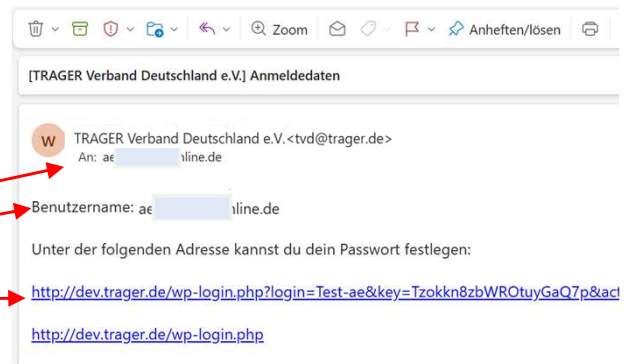 Zoom Anheften/lösen
[TRAGER Verband Deutschland e.V.] Anmeldedaten
W TRAGER Verband Deutschland e.V.<tvd@trager.de>
An: ae line.de
Benutzername: ae line.de
Unter der folgenden Adresse kannst du dein Passwort festlegen:
http://dev.trager.de/wp-login.php?login=Test-ae&key=Tzokkn8zbWROtuyGaQ7p&act
http://dev.trager.de/wp-login.php